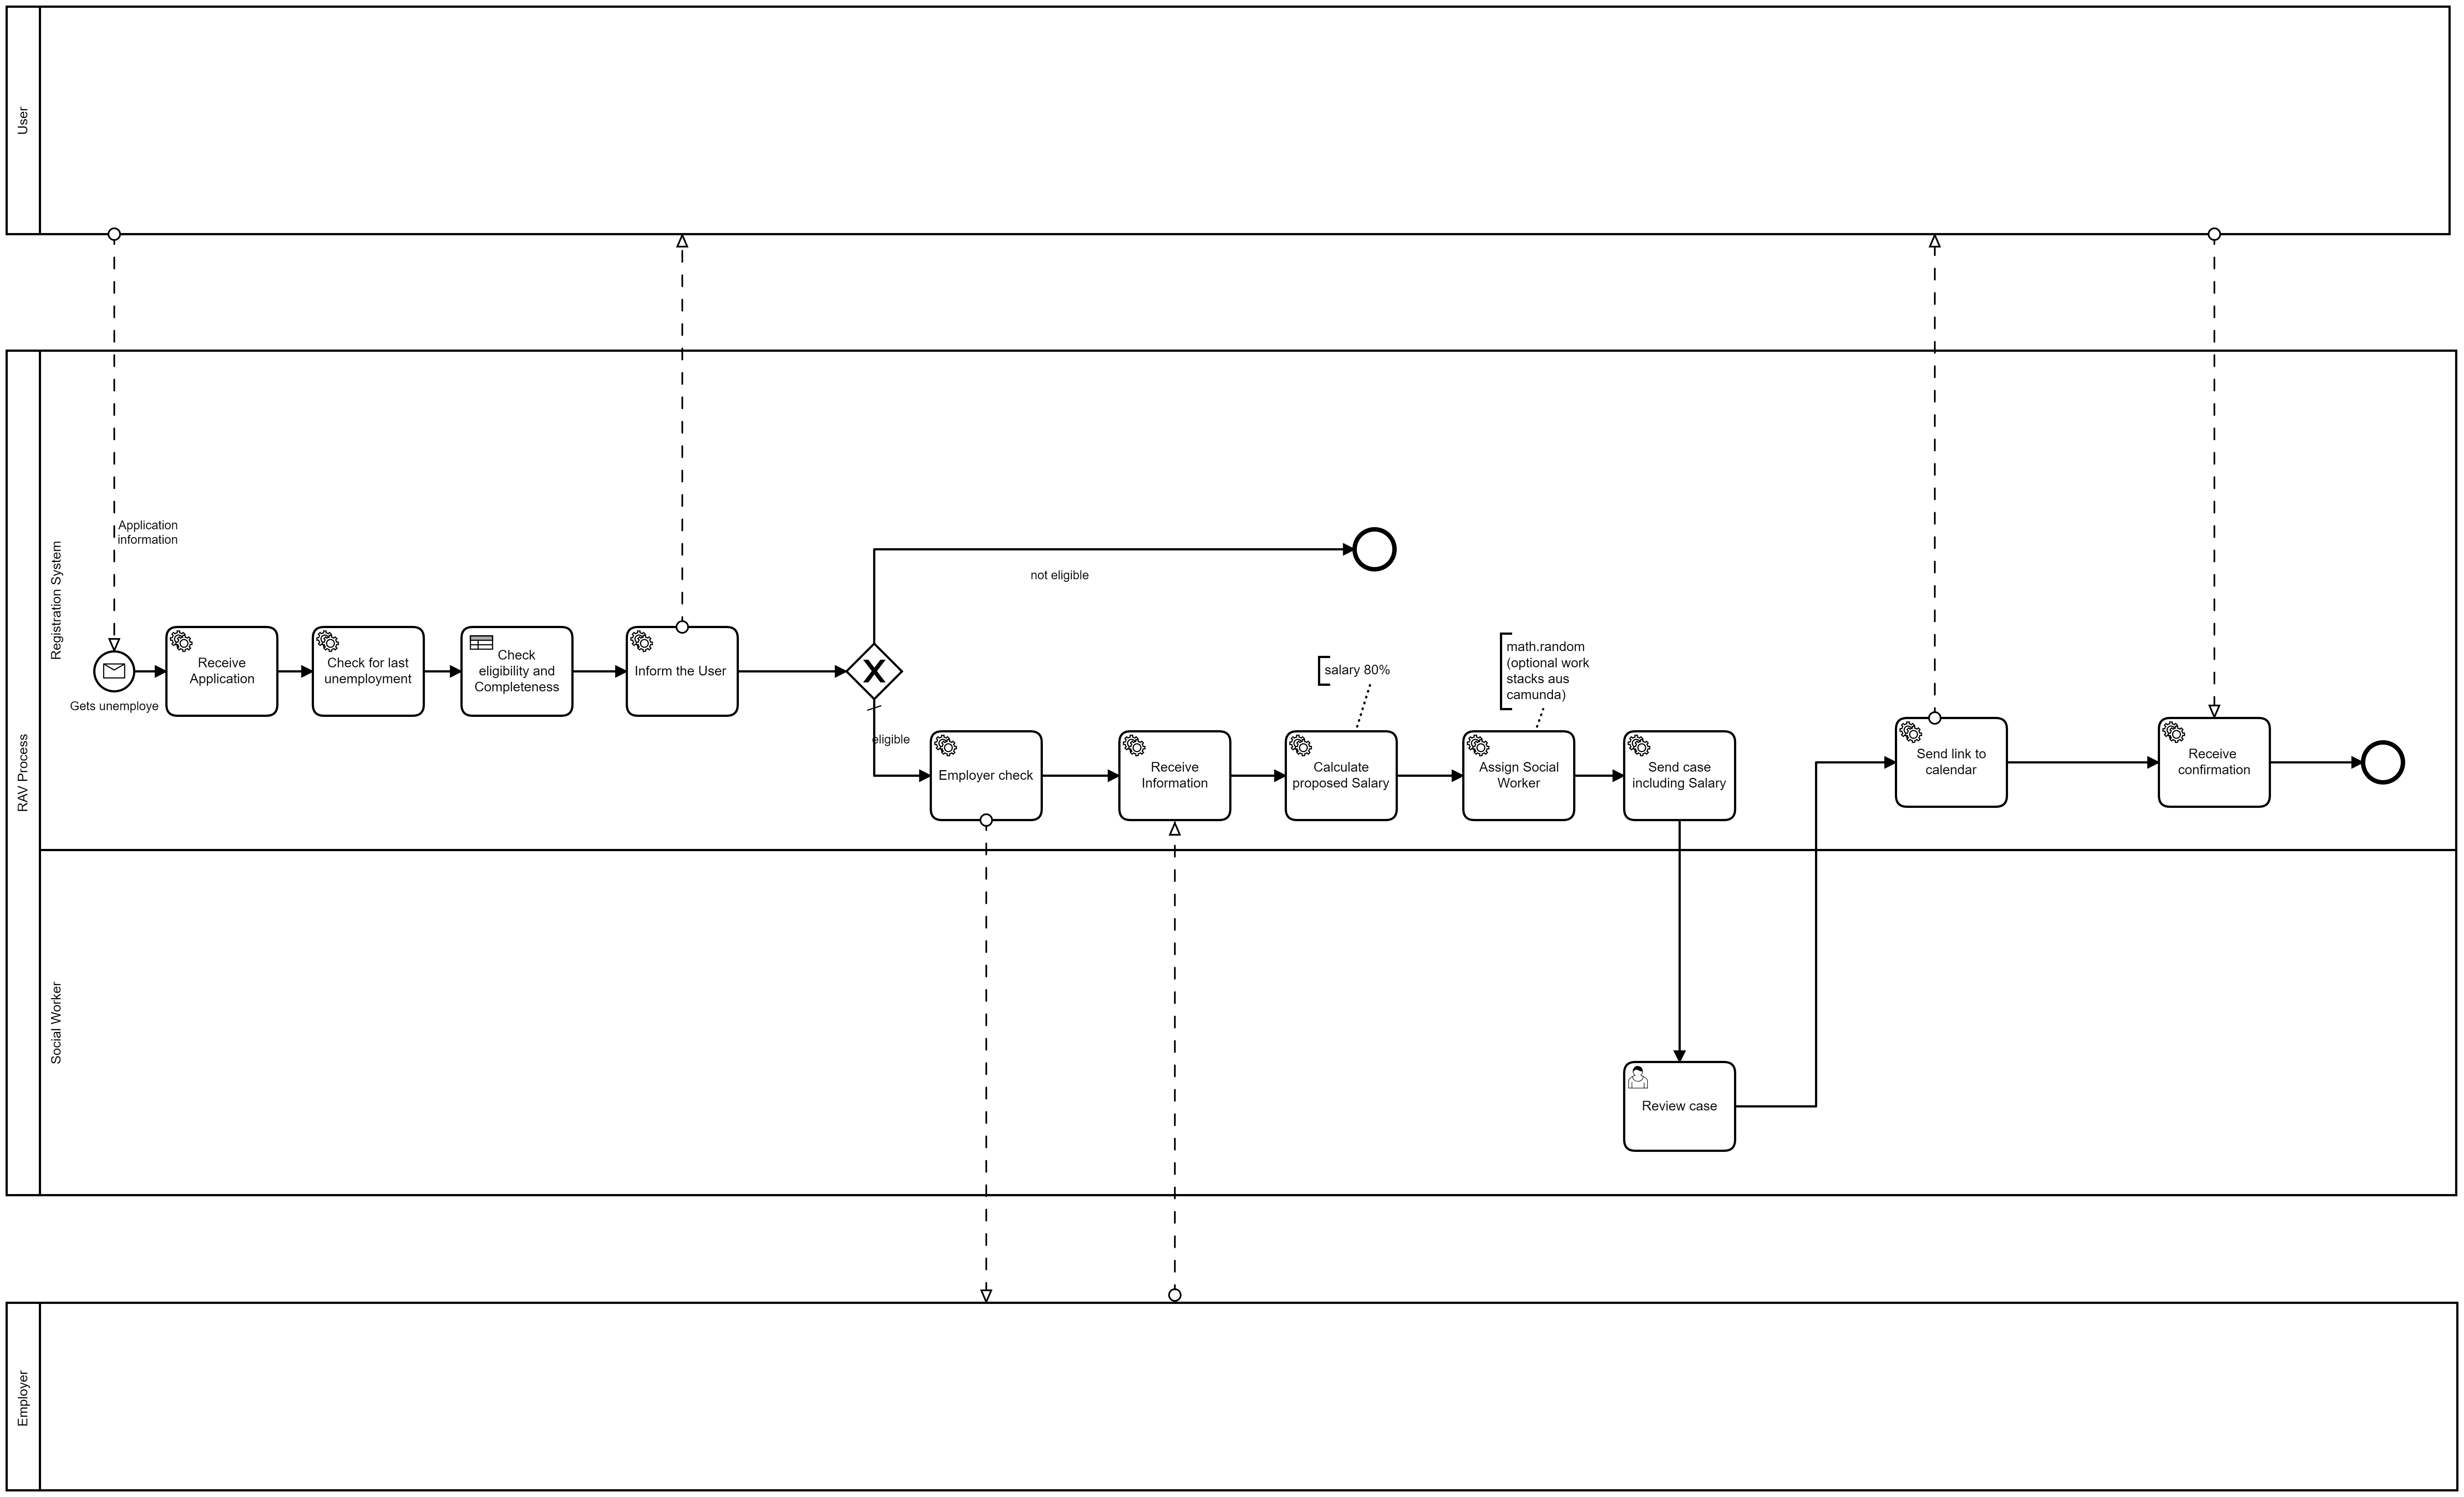 User
Application
information
RAV Process
Registration System
Gets unemploye
Receive
Application
Check for last
unemployment
Check
eligibility and
Completeness
Inform the User
not eligible
eligible
Employer check
Receive
Information
salary 80%
Calculate
proposed Salary
math.random
(optional work
stacks aus
camunda)
Assign Social
Worker
Send case
including Salary
Send link to
calendar
Receive
confirmation
Social Worker
Review case
Employer